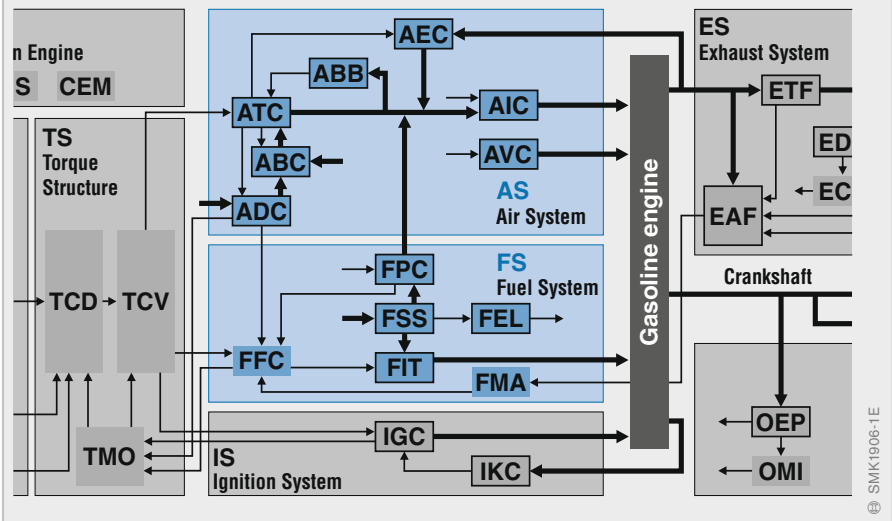 n Engine
S
CEM
TS
Torque
Structure
TCD
TCV
TMO
AEC
ABB
ATC
AIC
ABC
AVC
ADC
AS
Air System
FPC
FS
Fuel System
FSS
FEL
FFC
FIT
FMA
IGC
IS
Ignition System
IKC
Gasoline engine
ES
Exhaust System
ETF
ED
EC
EAF
Crankshaft
OEP
OMI
SMK1906-1E